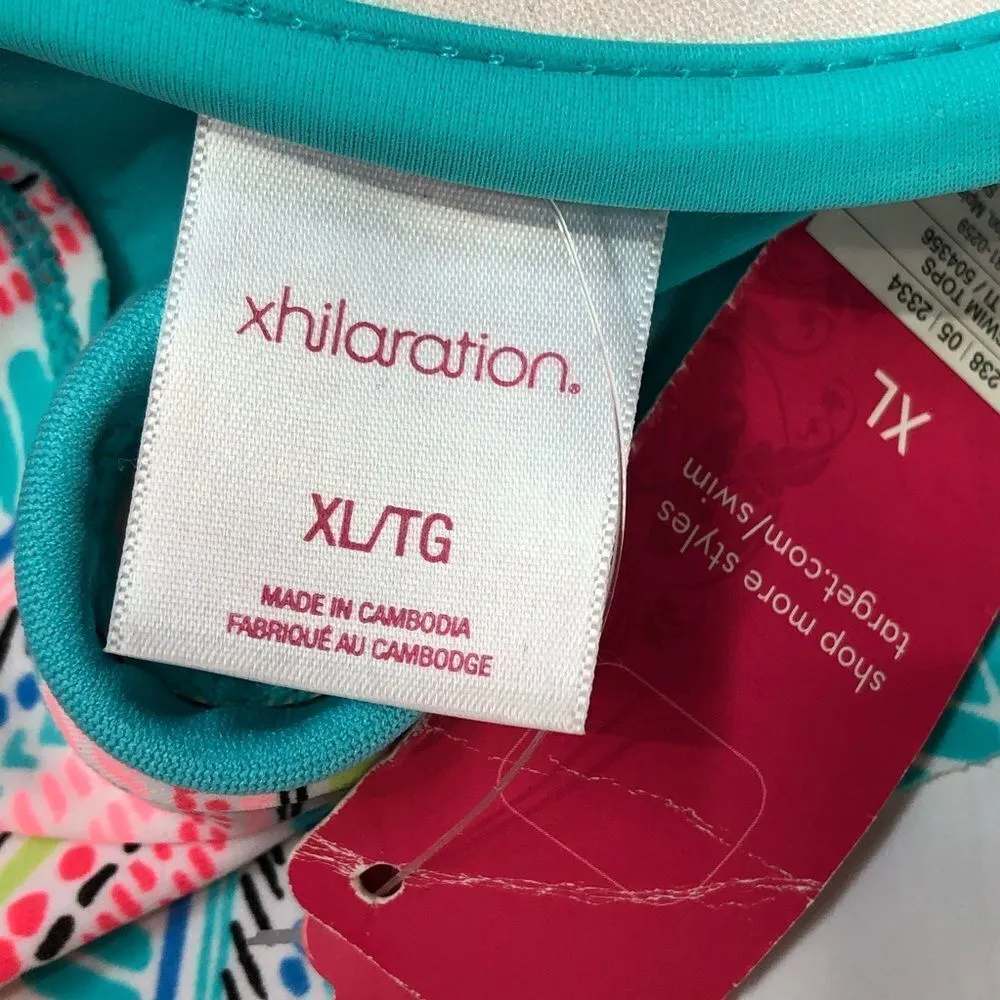 xhilaration.
XL/TG
MADE IN CAMBODIA
FABRIQUÉ AU CAMBODGE
SWIM TOPS
238 | 05 | 2334
XL
shop more styles
target.com/swim